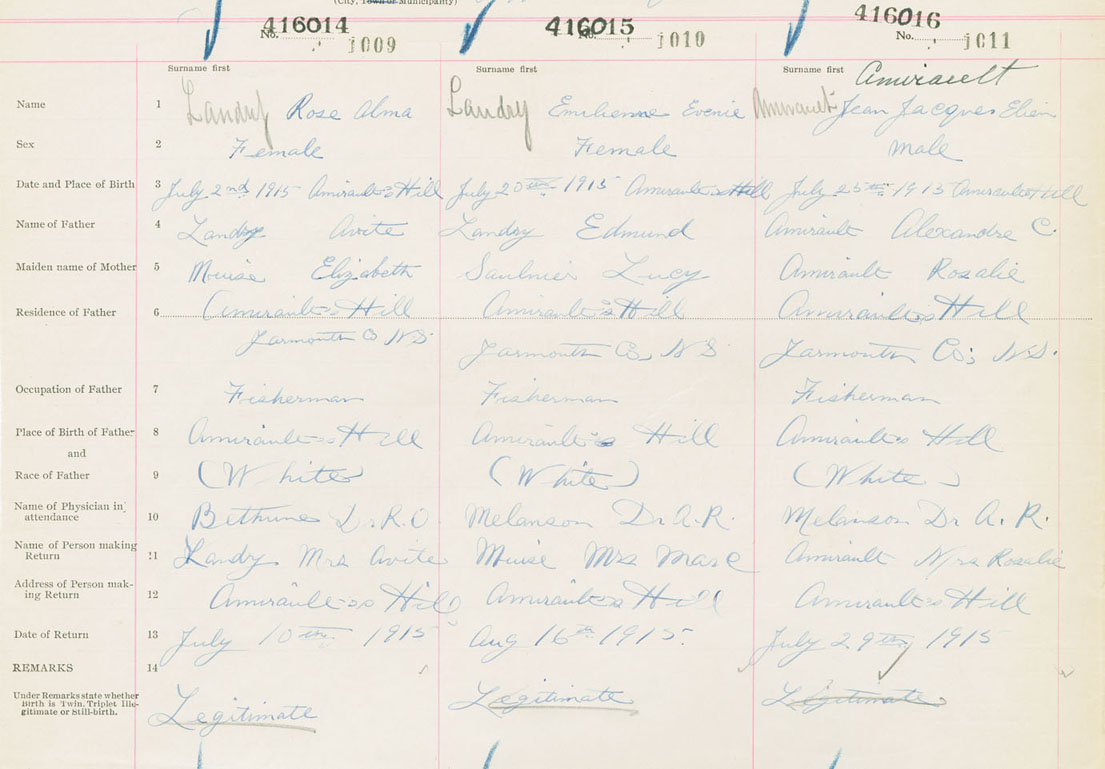 (City, Town or Municipality)
416014 416015 416016
No. 1009 No. 1010 No. 1011
Surname first Surname first Surname first Amirault
Name 1 Landry Rose Alma Landry Emilienne Evenie Amirault Jean Jacques
Sex 2 Female Female Male
Date and Place of Birth 3 July 2nd 1915 Amirault's Hill July 20th 1915 Amirault's Hill July 25th 1915 Amirault's Hill
Name of Father 4 Landry Avite Landry Edmund Amirault Alexandre C.
Maiden name of Mother 5 Muise Elizabeth Saulnier Lucy Amirault Rosalie
Residence of Father 6 Amirault's Hill Amirault's Hill Amirault's Hill
Yarmouth Co N.S. Yarmouth Co, N.S. Yarmouth Co; N.S.
Occupation of Father 7 Fisherman Fisherman Fisherman
Place of Birth of Father 8 Amirault's Hill Amirault's Hill Amirault's Hill
and
Race of Father 9 (White) (White) (White)
Name of Physician in attendance 10 Bethune Melanson Dr A.R. Melanson Dr A.R.
Name of Person making Return 11 Landry Mrs Avite Muise Mrs Amirault Mrs Rosalie
Address of Person mak-
ing Return 12 Amirault's Hill Amirault's Hill Amirault's Hill
Date of Return 13 July 10th 1915 Aug 16th 1915. July 29th 1915
REMARKS 14
Under Remarks state whether
Birth is Twin, Triplet Ille-
gitimate or Still-birth.
Legitimate Legitimate Legitimate